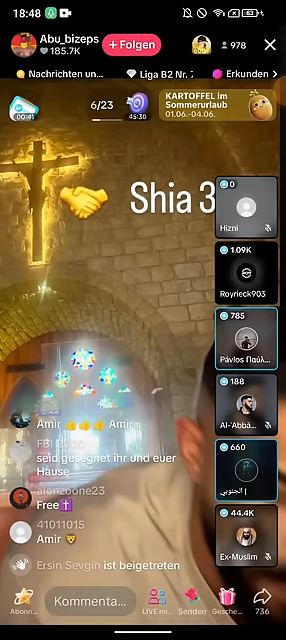 18:48
63
Abu_bizeps
185.7K
+ Folgen
978
Nachrichten un...
Liga B2 Nr. 
Erkunden >
00:41
6/23
45:30
KARTOFFEL im
Sommerurlaub
01.06.-04.06.
Shia 3
0
Hizni
1.09K
Royrieck903
785
Pávlos Παύλ...
188
Al-Abbā...
660
الجنوبي
44.4K
Ex-Muslim
Amir 👍👍👍 Amir
seid gesegnet ihr und euer
Hause
alonzoone23
Free✝️
41011015
Amir 🦁
Ersin Sevgin ist beigetreten
Abonn...
Kommenta...
LIVE mi...
Senden
Gesche...
736